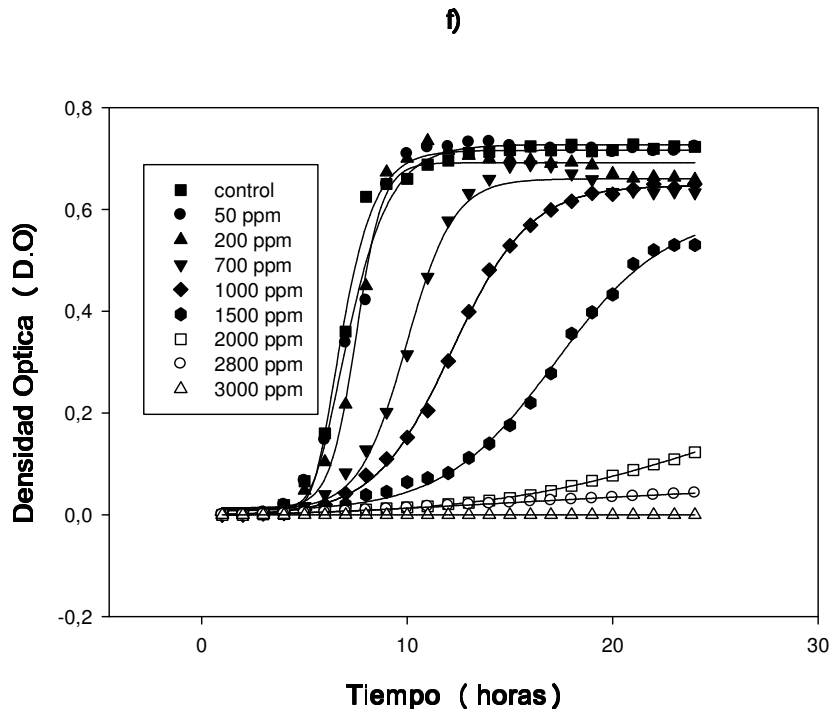 f)
0,8
0,6
0,4
0,2
0,0
-0,2
Densidad Optica ( D.O)
control
50 ppm
200 ppm
700 ppm
1000 ppm
1500 ppm
2000 ppm
2800 ppm
3000 ppm
0 10 20 30
Tiempo ( horas)